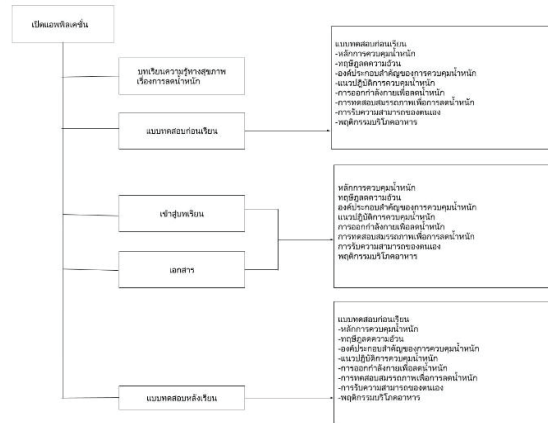 เปิดแอพพิลเคชั่น
บทเรียนความรู้ทางสุขภาพ
เรื่องการลดน้ำหนัก
แบบทดสอบก่อนเรียน
เข้าสู่บทเรียน
เอกสาร
แบบทดสอบหลังเรียน
แบบทดสอบก่อนเรียน
-หลักการควบคุมน้ำหนัก
-ทฤษฎีลดความอ้วน
-องค์ประกอบสำคัญของการควบคุมน้ำหนัก
-แนวปฏิบัติการควบคุมน้ำหนัก
-การออกกำลังกายเพื่อลดน้ำหนัก
-การทดสอบสมรรถภาพเพื่อการลดน้ำหนัก
-การรับความสามารถของตนเอง
-พฤติกรรมบริโภคอาหาร
หลักการควบคุมน้ำหนัก
ทฤษฎีลดความอ้วน
องค์ประกอบสำคัญของการควบคุมน้ำหนัก
แนวปฏิบัติการควบคุมน้ำหนัก
การออกกำลังกายเพื่อลดน้ำหนัก
การทดสอบสมรรถภาพเพื่อการลดน้ำหนัก
การรับความสามารถของตนเอง
พฤติกรรมบริโภคอาหาร
แบบทดสอบก่อนเรียน
-หลักการควบคุมน้ำหนัก
-ทฤษฎีลดความอ้วน
-องค์ประกอบสำคัญของการควบคุมน้ำหนัก
-แนวปฏิบัติการควบคุมน้ำหนัก
-การออกกำลังกายเพื่อลดน้ำหนัก
-การทดสอบสมรรถภาพเพื่อการลดน้ำหนัก
-การรับความสามารถของตนเอง
-พฤติกรรมบริโภคอาหาร